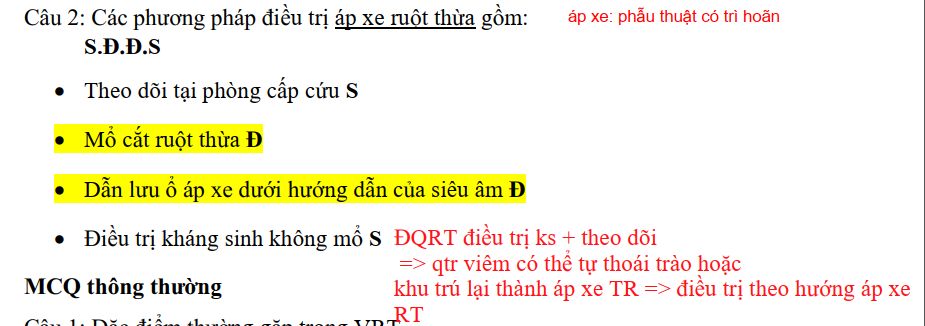 Câu 2: Các phương pháp điều trị áp xe ruột thừa gồm:
áp xe: phẫu thuật có trì hoãn
S.Đ.Đ.S
• Theo dõi tại phòng cấp cứu S
• Mổ cắt ruột thừa Đ
• Dẫn lưu ổ áp xe dưới hướng dẫn của siêu âm Đ
• Điều trị kháng sinh không mổ S
ĐQRT điều trị ks + theo dõi
=> qtr viêm có thể tự thoái trào hoặc
MCQ thông thường
khu trú lại thành áp xe TR => điều trị theo hướng áp xe
RT
Câu 1: Đặc điểm thường gặp trong VRT